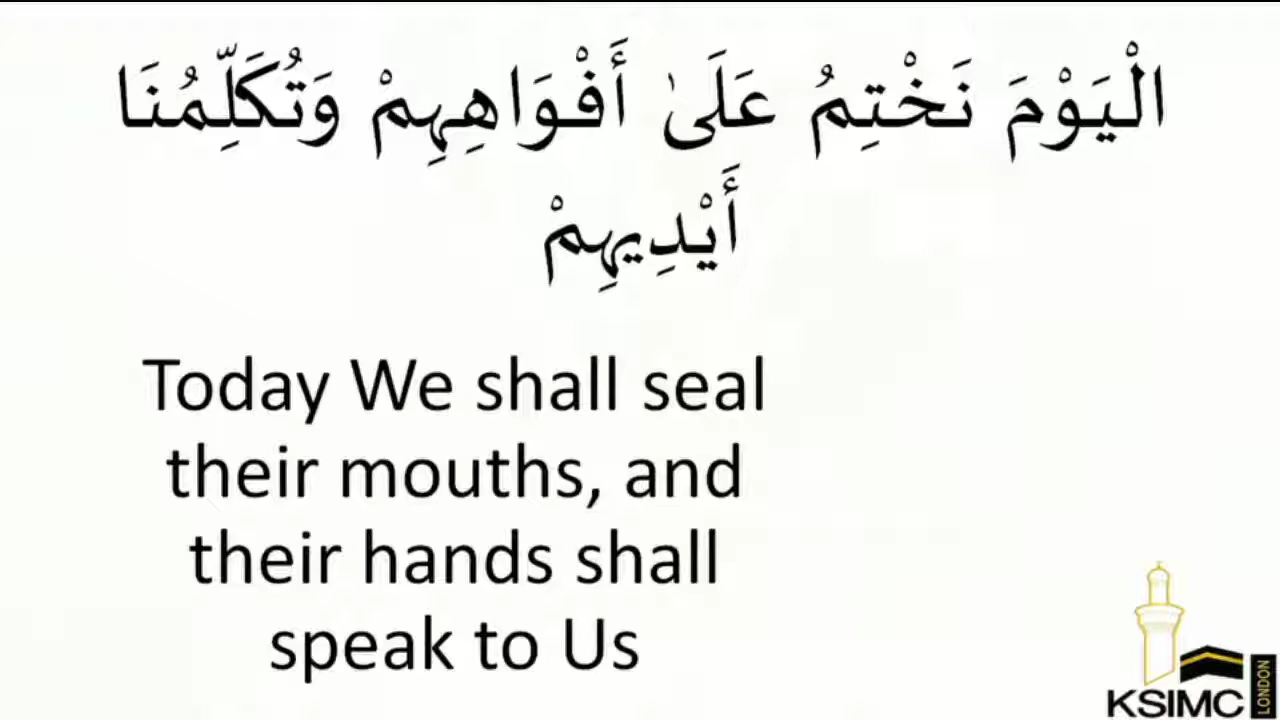 الْيَوْمَ نَخْتِمُ عَلَىٰ أَفْوَاهِهِمْ وَتُكَلِّمُنَا
أَيْدِيهِمْ
Today We shall seal
their mouths, and
their hands shall
speak to Us
KSIMC
LONDON